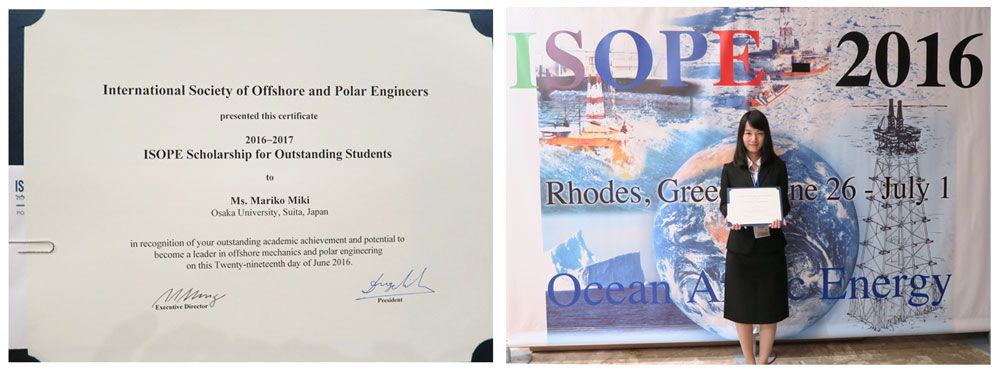 International Society of Offshore and Polar Engineers
presented this certificate
2016–2017
ISOPE Scholarship for Outstanding Students
to
Ms. Mariko Miki
Osaka University, Suita, Japan
in recognition of your outstanding academic achievement and potential to
become a leader in offshore mechanics and polar engineering
on this Twenty-nineteenth day of June 2016.
Executive Director
President
IS
ISOPE - 2016
Rhodes, Gree ne 26 - July 1
Ocean A c Energy